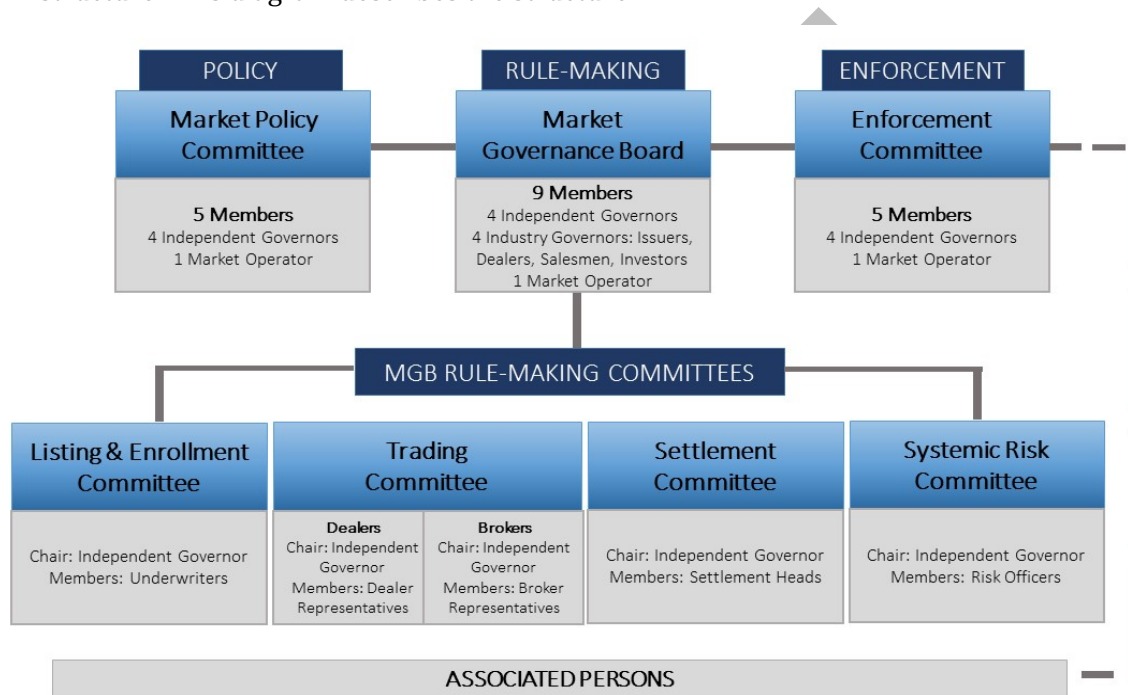 POLICY
RULE-MAKING
ENFORCEMENT
Market Policy
Committee
Market
Governance Board
Enforcement
Committee
5 Members
4 Independent Governors
1 Market Operator
9 Members
4 Independent Governors
4 Industry Governors: Issuers,
Dealers, Salesmen, Investors
1 Market Operator
5 Members
4 Independent Governors
1 Market Operator
MGB RULE-MAKING COMMITTEES
Listing & Enrollment
Committee
Trading
Committee
Settlement
Committee
Systemic Risk
Committee
Chair: Independent Governor
Members: Underwriters
Dealers
Chair: Independent
Governor
Members: Dealer
Representatives
Brokers
Chair: Independent
Governor
Members: Broker
Representatives
Chair: Independent Governor
Members: Settlement Heads
Chair: Independent Governor
Members: Risk Officers
ASSOCIATED PERSONS